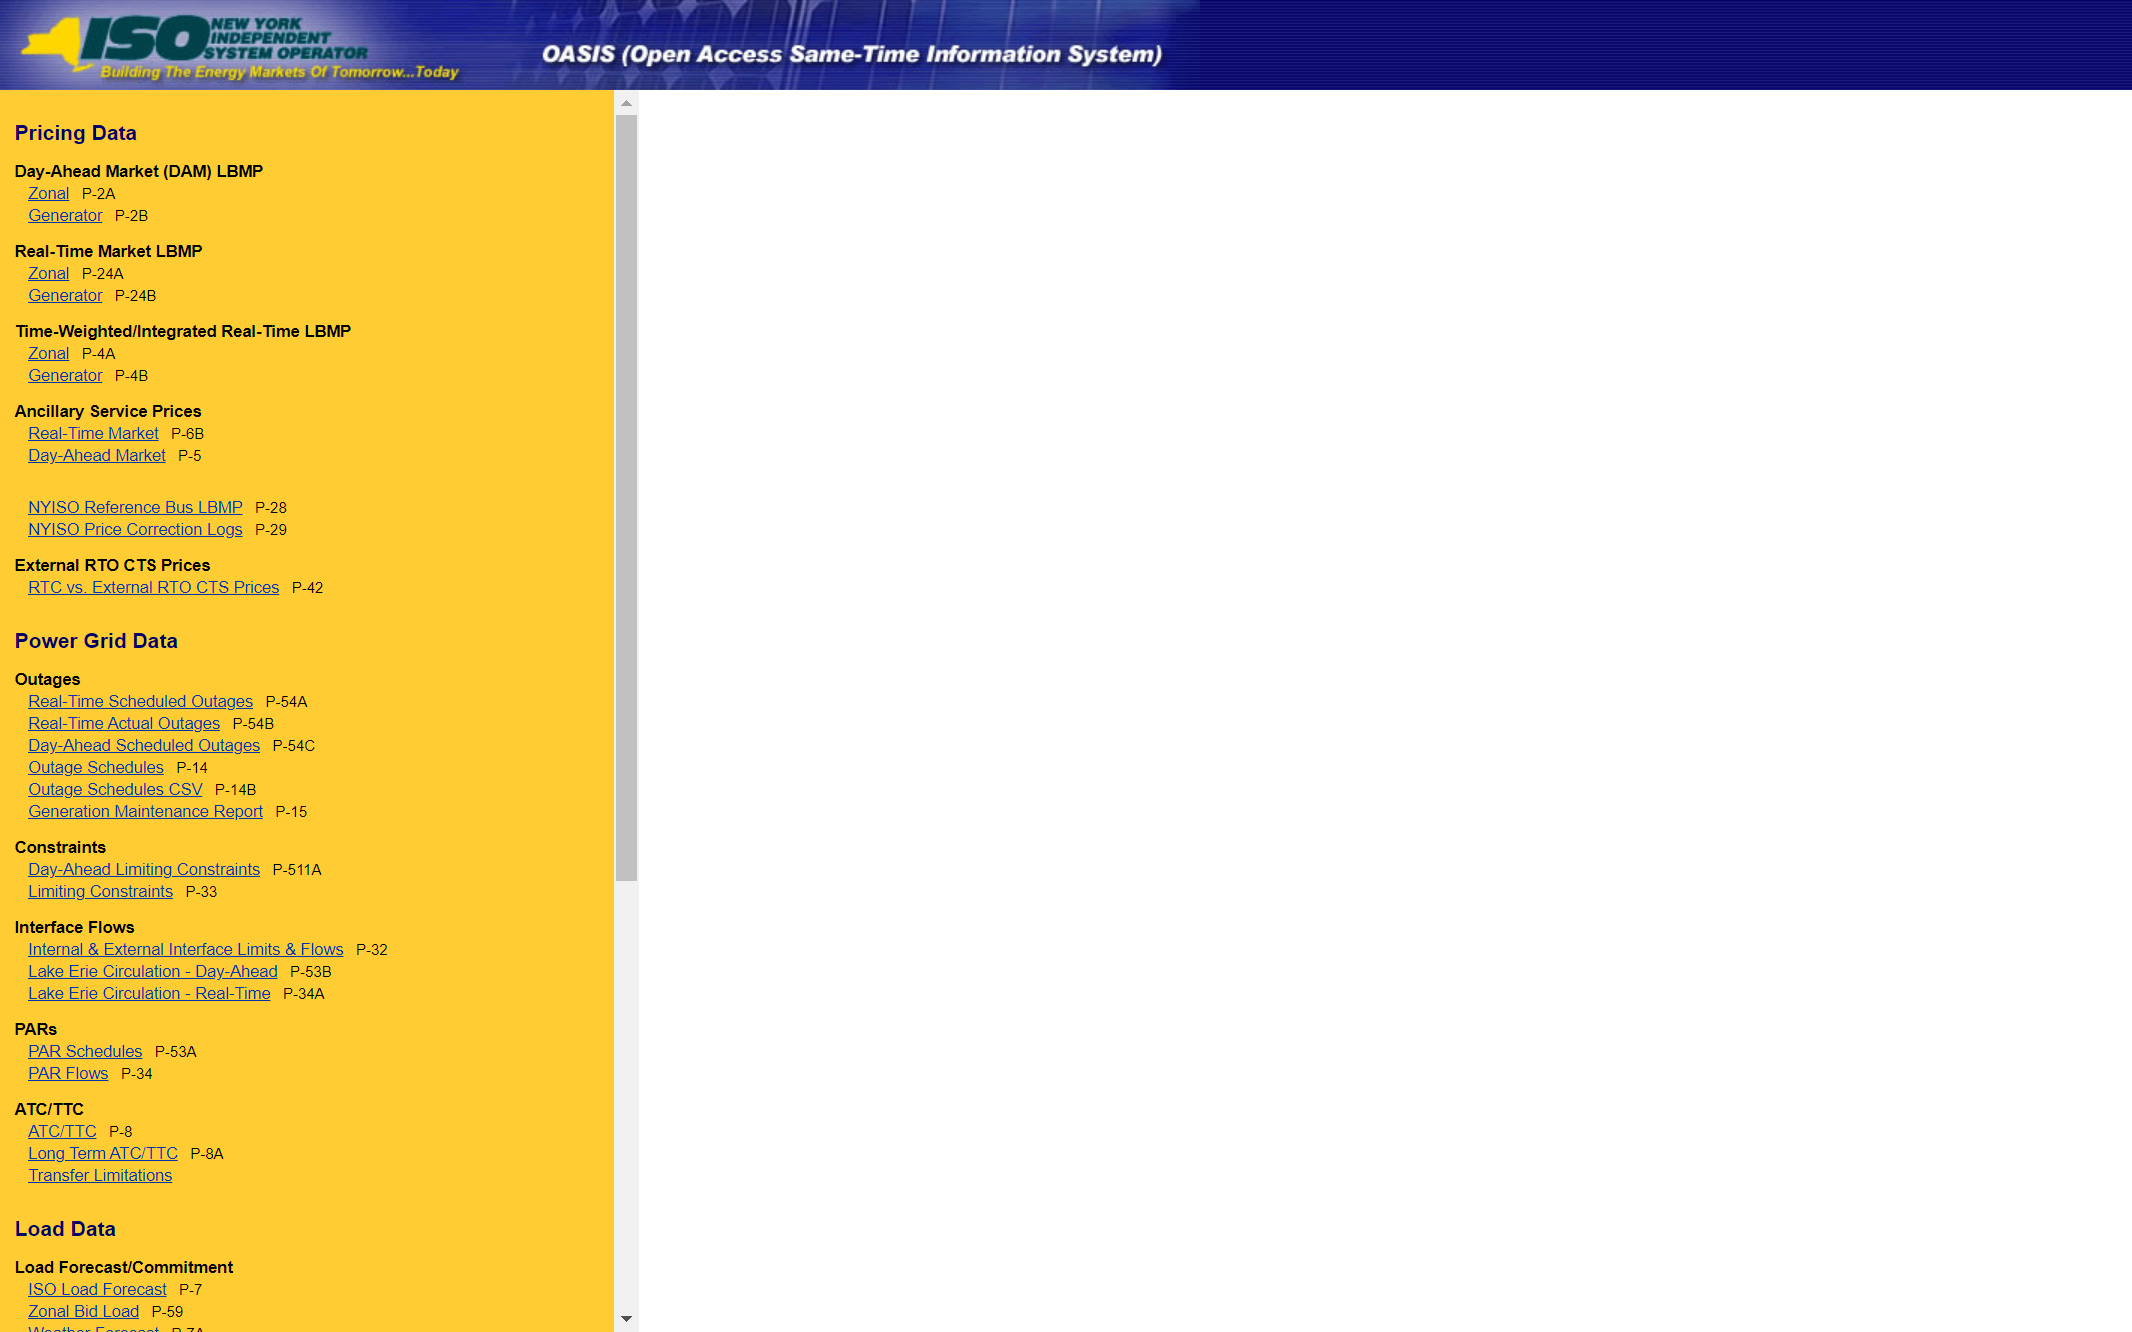 ISO NEW YORK
INDEPENDENT
SYSTEM OPERATOR
Building The Energy Markets Of Tomorrow...Today
OASIS (Open Access Same-Time Information System)
Pricing Data
Day-Ahead Market (DAM) LBMP
Zonal P-2A
Generator P-2B
Real-Time Market LBMP
Zonal P-24A
Generator P-24B
Time-Weighted/Integrated Real-Time LBMP
Zonal P-4A
Generator P-4B
Ancillary Service Prices
Real-Time Market P-6B
Day-Ahead Market P-5
NYISO Reference Bus LBMP P-28
NYISO Price Correction Logs P-29
External RTO CTS Prices
RTC vs. External RTO CTS Prices P-42
Power Grid Data
Outages
Real-Time Scheduled Outages P-54A
Real-Time Actual Outages P-54B
Day-Ahead Scheduled Outages P-54C
Outage Schedules P-14
Outage Schedules CSV P-14B
Generation Maintenance Report P-15
Constraints
Day-Ahead Limiting Constraints P-511A
Limiting Constraints P-33
Interface Flows
Internal & External Interface Limits & Flows P-32
Lake Erie Circulation - Day-Ahead P-53B
Lake Erie Circulation - Real-Time P-34A
PARs
PAR Schedules P-53A
PAR Flows P-34
ATC/TTC
ATC/TTC P-8
Long Term ATC/TTC P-8A
Transfer Limitations
Load Data
Load Forecast/Commitment
ISO Load Forecast P-7
Zonal Bid Load P-59
Weather Forecast P-7A